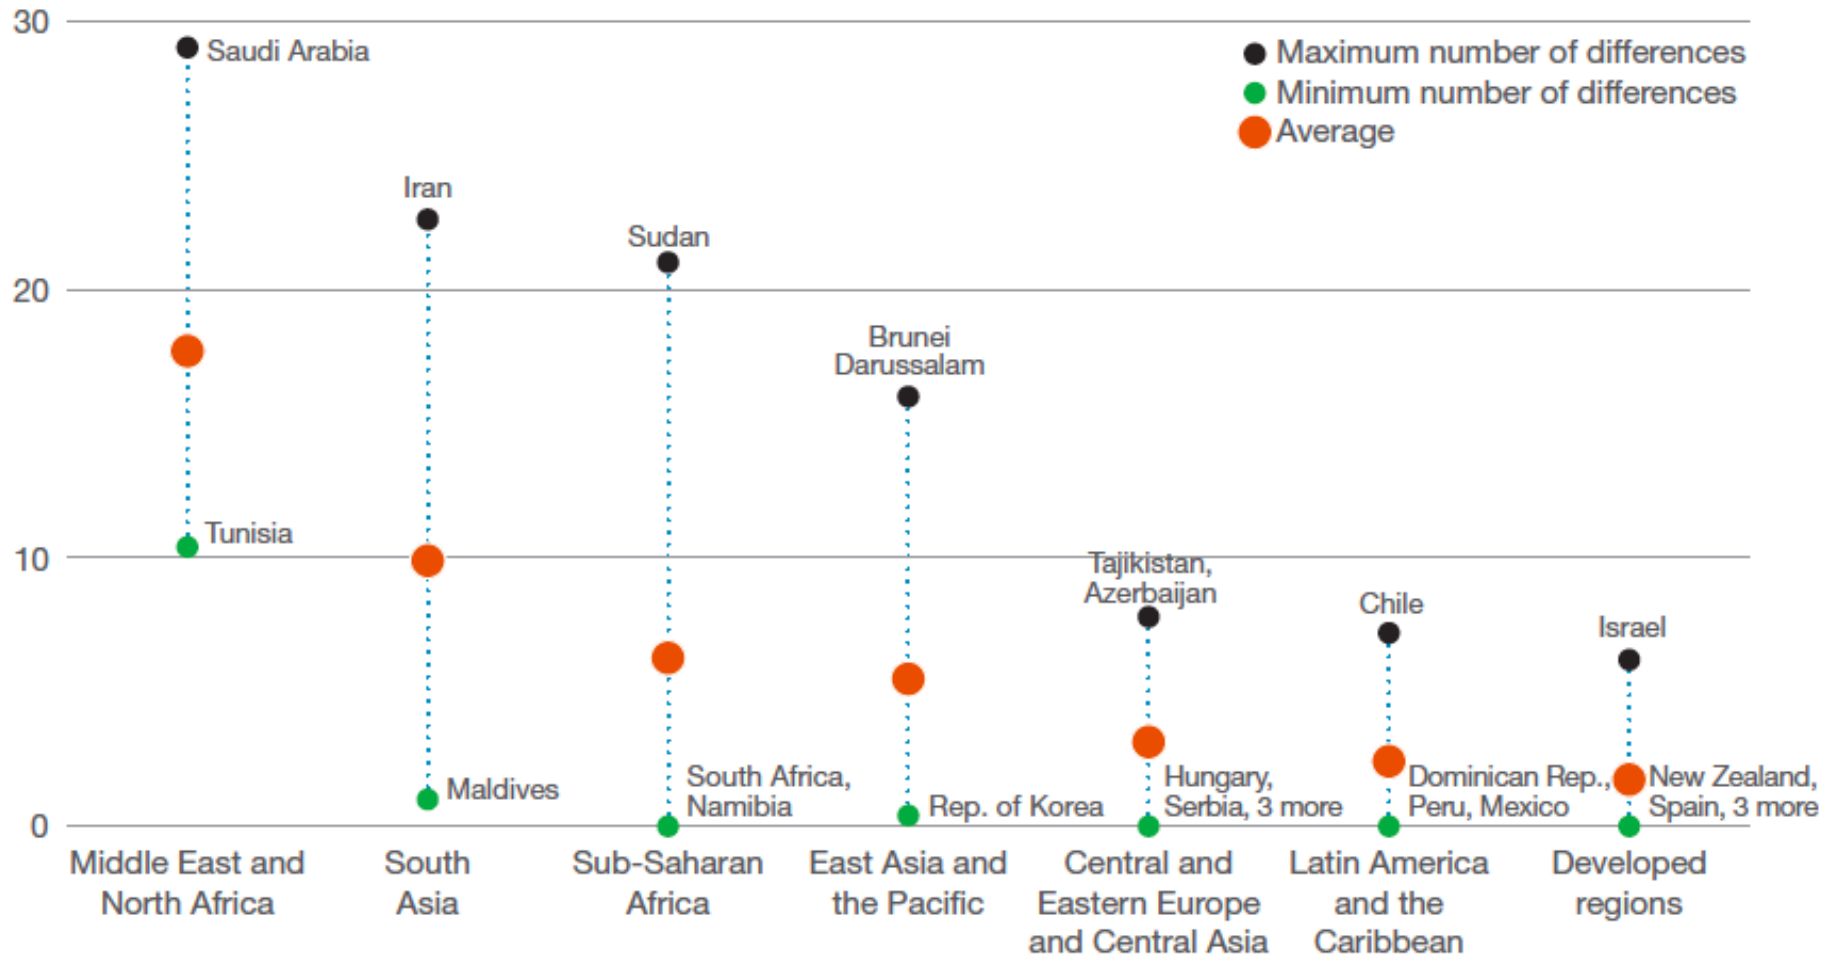 30
Saudi Arabia
Maximum number of differences
Minimum number of differences
Average
Iran
Sudan
20
Brunei
Darussalam
Tunisia
10
Tajikistan,
Azerbaijan
Chile
Israel
Maldives
South Africa,
Namibia
Rep. of Korea
Hungary,
Serbia, 3 more
Dominican Rep.,
Peru, Mexico
New Zealand,
Spain, 3 more
0
Middle East and
North Africa
South
Asia
Sub-Saharan
Africa
East Asia and
the Pacific
Central and
Eastern Europe
and Central Asia
Latin America
and the
Caribbean
Developed
regions